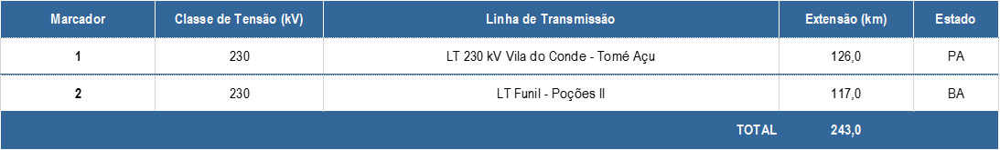 Marcador Classe de Tensão (kV) Linha de Transmissão Extensão (km) Estado
1 230 LT 230 kV Vila do Conde - Tomé Açu 126,0 PA
2 230 LT Funil - Poções II 117,0 BA
TOTAL 243,0